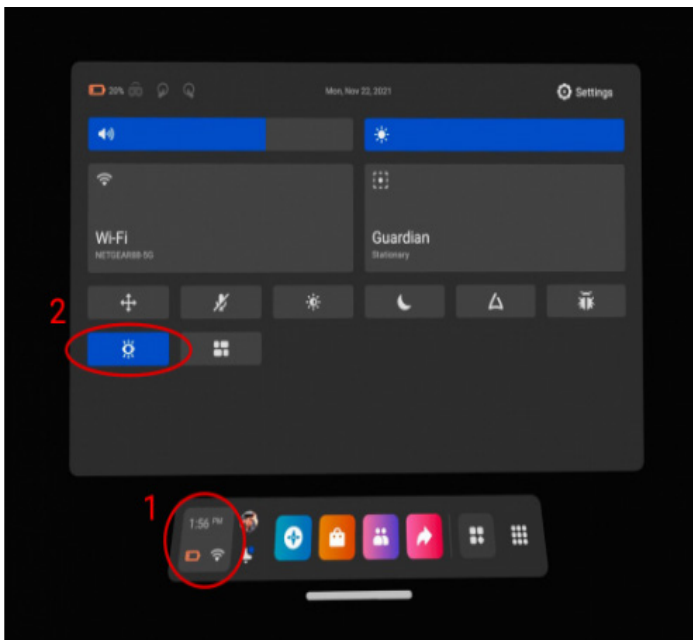 20%
Mon, Nov 22, 2021
Settings
Wi-Fi
NETGEAR88-5G
Guardian
Stationary
2
1
1:56 PM